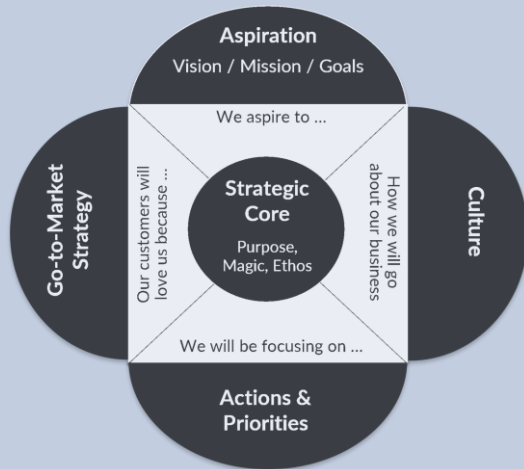 Aspiration
Vision / Mission / Goals
We aspire to ...
Go-to-Market
Strategy
Our customers will
love us because ...
Strategic
Core
Purpose,
Magic, Ethos
How we will go
about our business
Culture
We will be focusing on ...
Actions &
Priorities